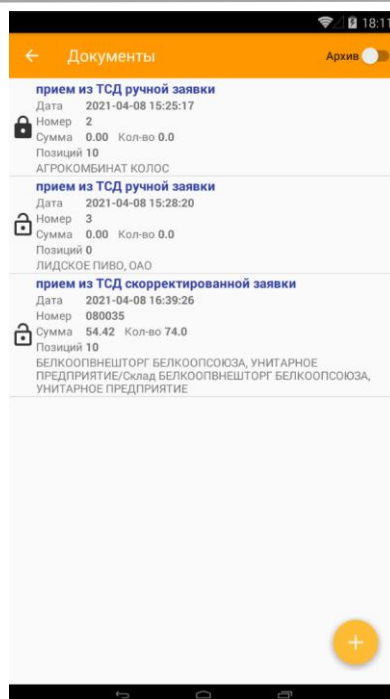 18:11
Документы
Архив
прием из ТСД ручной заявки
Дата 2021-04-08 15:25:17
Номер 2
Сумма 0.00 Кол-во 0.0
Позиций 10
АГРОКОМБИНАТ КОЛОС
прием из ТСД ручной заявки
Дата 2021-04-08 15:28:20
Номер 3
Сумма 0.00 Кол-во 0.0
Позиций 0
ЛИДСКОЕ ПИВО, ОАО
прием из ТСД скорректированной заявки
Дата 2021-04-08 16:39:26
Номер 080035
Сумма 54.42 Кол-во 74.0
Позиций 10
БЕЛКООПВНЕШТОРГ БЕЛКООПСОЮЗА, УНИТАРНОЕ
ПРЕДПРИЯТИЕ/Склад БЕЛКООПВНЕШТОРГ БЕЛКООПСОЮЗА,
УНИТАРНОЕ ПРЕДПРИЯТИЕ